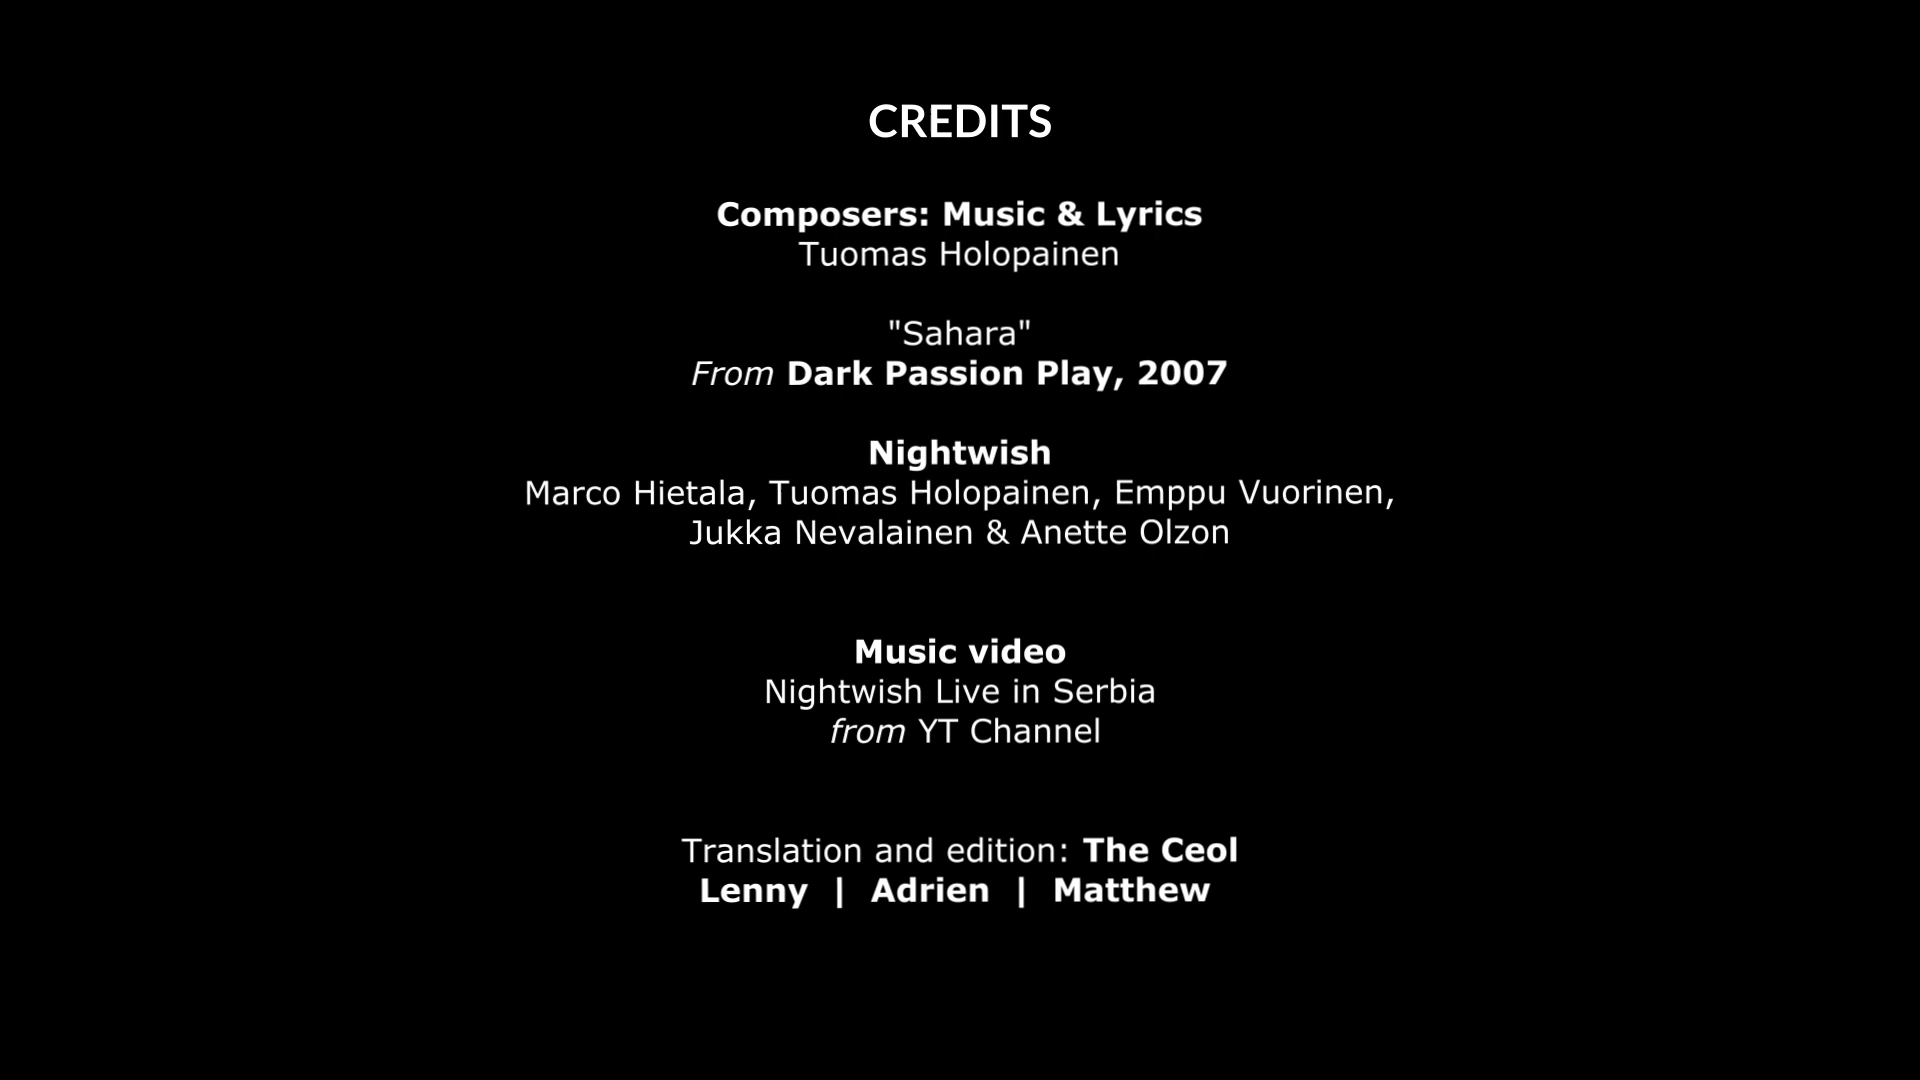 CREDITS
Composers: Music & Lyrics
Tuomas Holopainen
"Sahara"
From Dark Passion Play, 2007
Nightwish
Marco Hietala, Tuomas Holopainen, Emppu Vuorinen,
Jukka Nevalainen & Anette Olzon
Music video
Nightwish Live in Serbia
from YT Channel
Translation and edition: The Ceol
Lenny | Adrien | Matthew